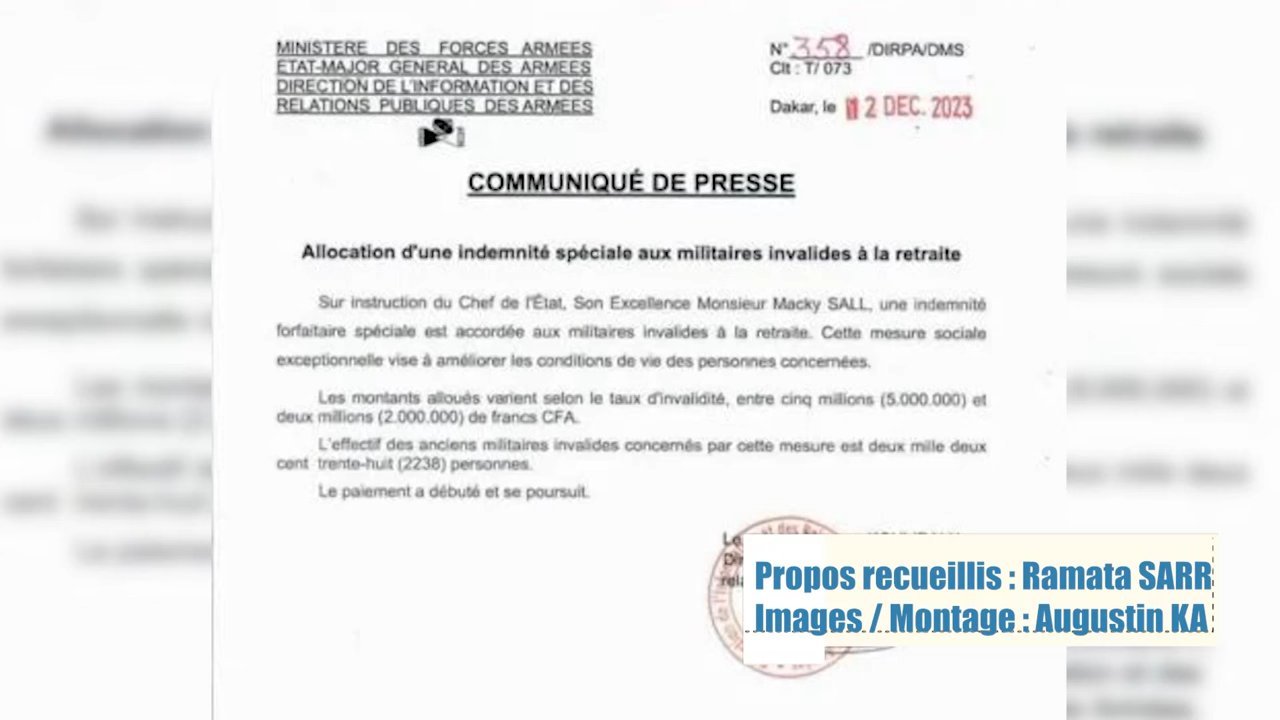 MINISTERE DES FORCES ARMEES
ETAT-MAJOR GENERAL DES ARMEES
DIRECTION DE L'INFORMATION ET DES
RELATIONS PUBLIQUES DES ARMEES
N° 358 /DIRPA/DMS
Clt : T/ 073
Dakar, le 12 DEC. 2023
COMMUNIQUÉ DE PRESSE
Allocation d'une indemnité spéciale aux militaires invalides à la retraite
Sur instruction du Chef de l'État, Son Excellence Monsieur Macky SALL, une indemnité
forfaitaire spéciale est accordée aux militaires invalides à la retraite. Cette mesure sociale
exceptionnelle vise à améliorer les conditions de vie des personnes concernées.
Les montants alloués varient selon le taux d'invalidité, entre cinq millions (5.000.000) et
deux millions (2.000.000) de francs CFA.
L'effectif des anciens militaires invalides concernés par cette mesure est deux mille deux
cent trente-huit (2238) personnes.
Le paiement a débuté et se poursuit.
Propos recueillis : Ramata SARR
Images / Montage : Augustin KA